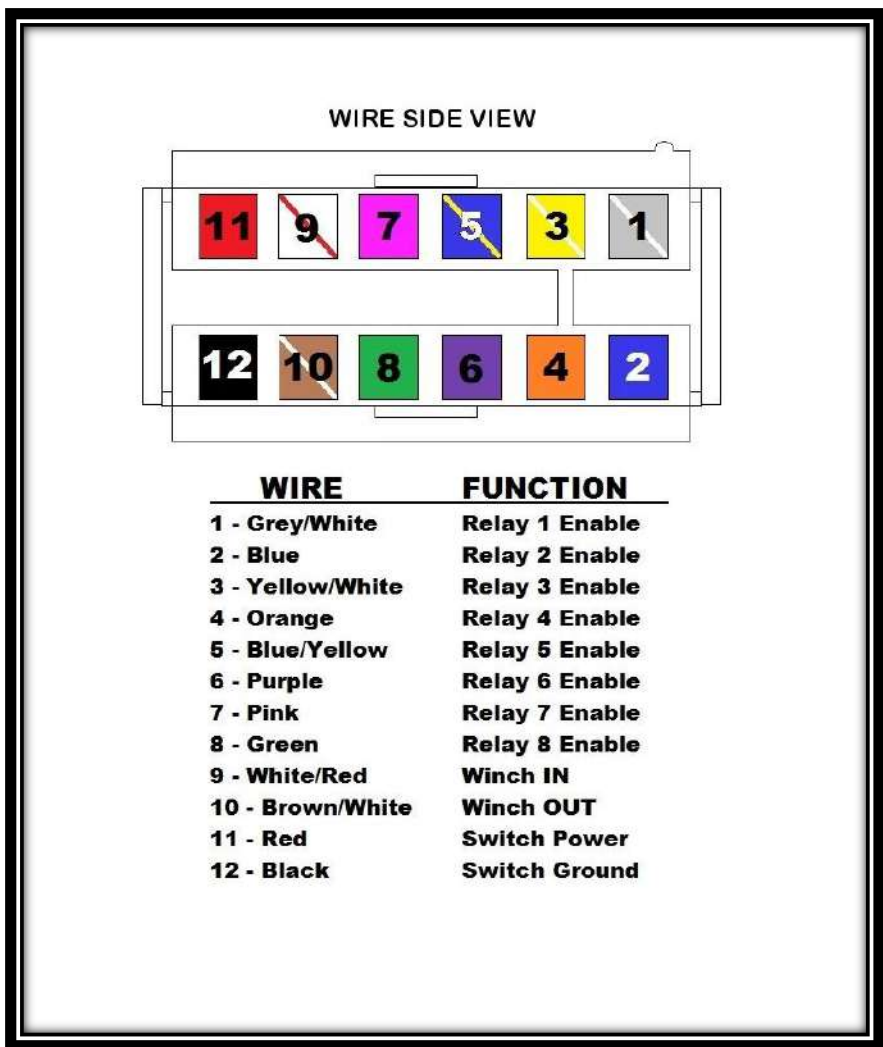 WIRE SIDE VIEW
11 9 7 5 3 1
12 10 8 6 4 2
WIRE FUNCTION
1 - Grey/White Relay 1 Enable
2 - Blue Relay 2 Enable
3 - Yellow/White Relay 3 Enable
4 - Orange Relay 4 Enable
5 - Blue/Yellow Relay 5 Enable
6 - Purple Relay 6 Enable
7 - Pink Relay 7 Enable
8 - Green Relay 8 Enable
9 - White/Red Winch IN
10 - Brown/White Winch OUT
11 - Red Switch Power
12 - Black Switch Ground